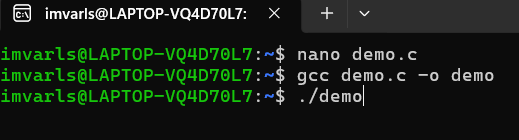 imvarls@LAPTOP-VQ4D70L7:
imvarls@LAPTOP-VQ4D70L7:~$ nano demo.c
imvarls@LAPTOP-VQ4D70L7:~$ gcc demo.c -o demo
imvarls@LAPTOP-VQ4D70L7:~$ ./demo